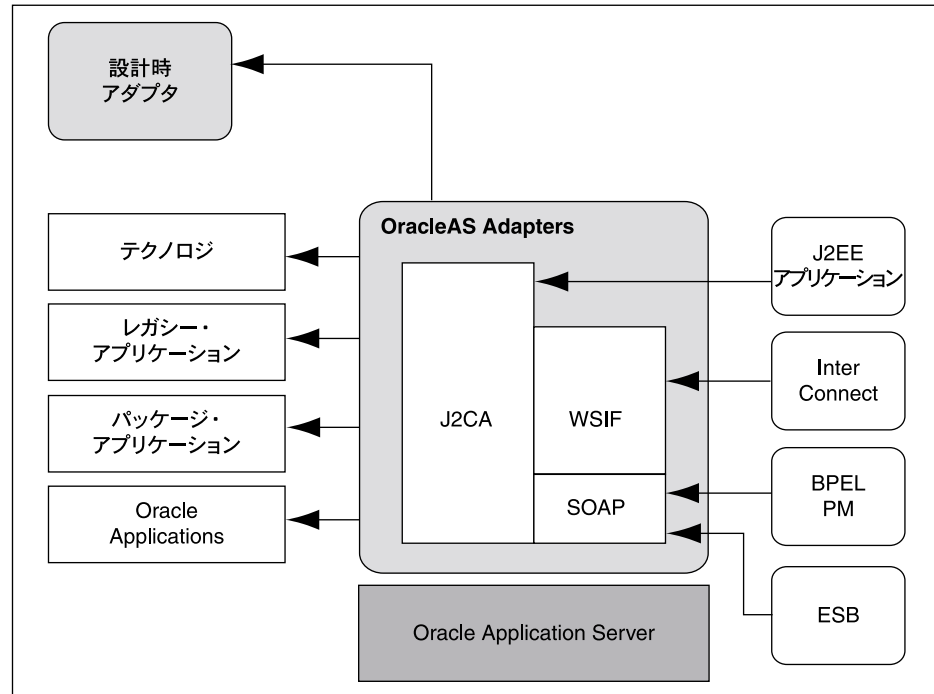 設計時
アダプタ
OracleAS Adapters
テクノロジ
J2EE
アプリケーション
レガシー・
アプリケーション
Inter
Connect
パッケージ・
アプリケーション
J2CA
WSIF
BPEL
PM
SOAP
Oracle
Applications
ESB
Oracle Application Server